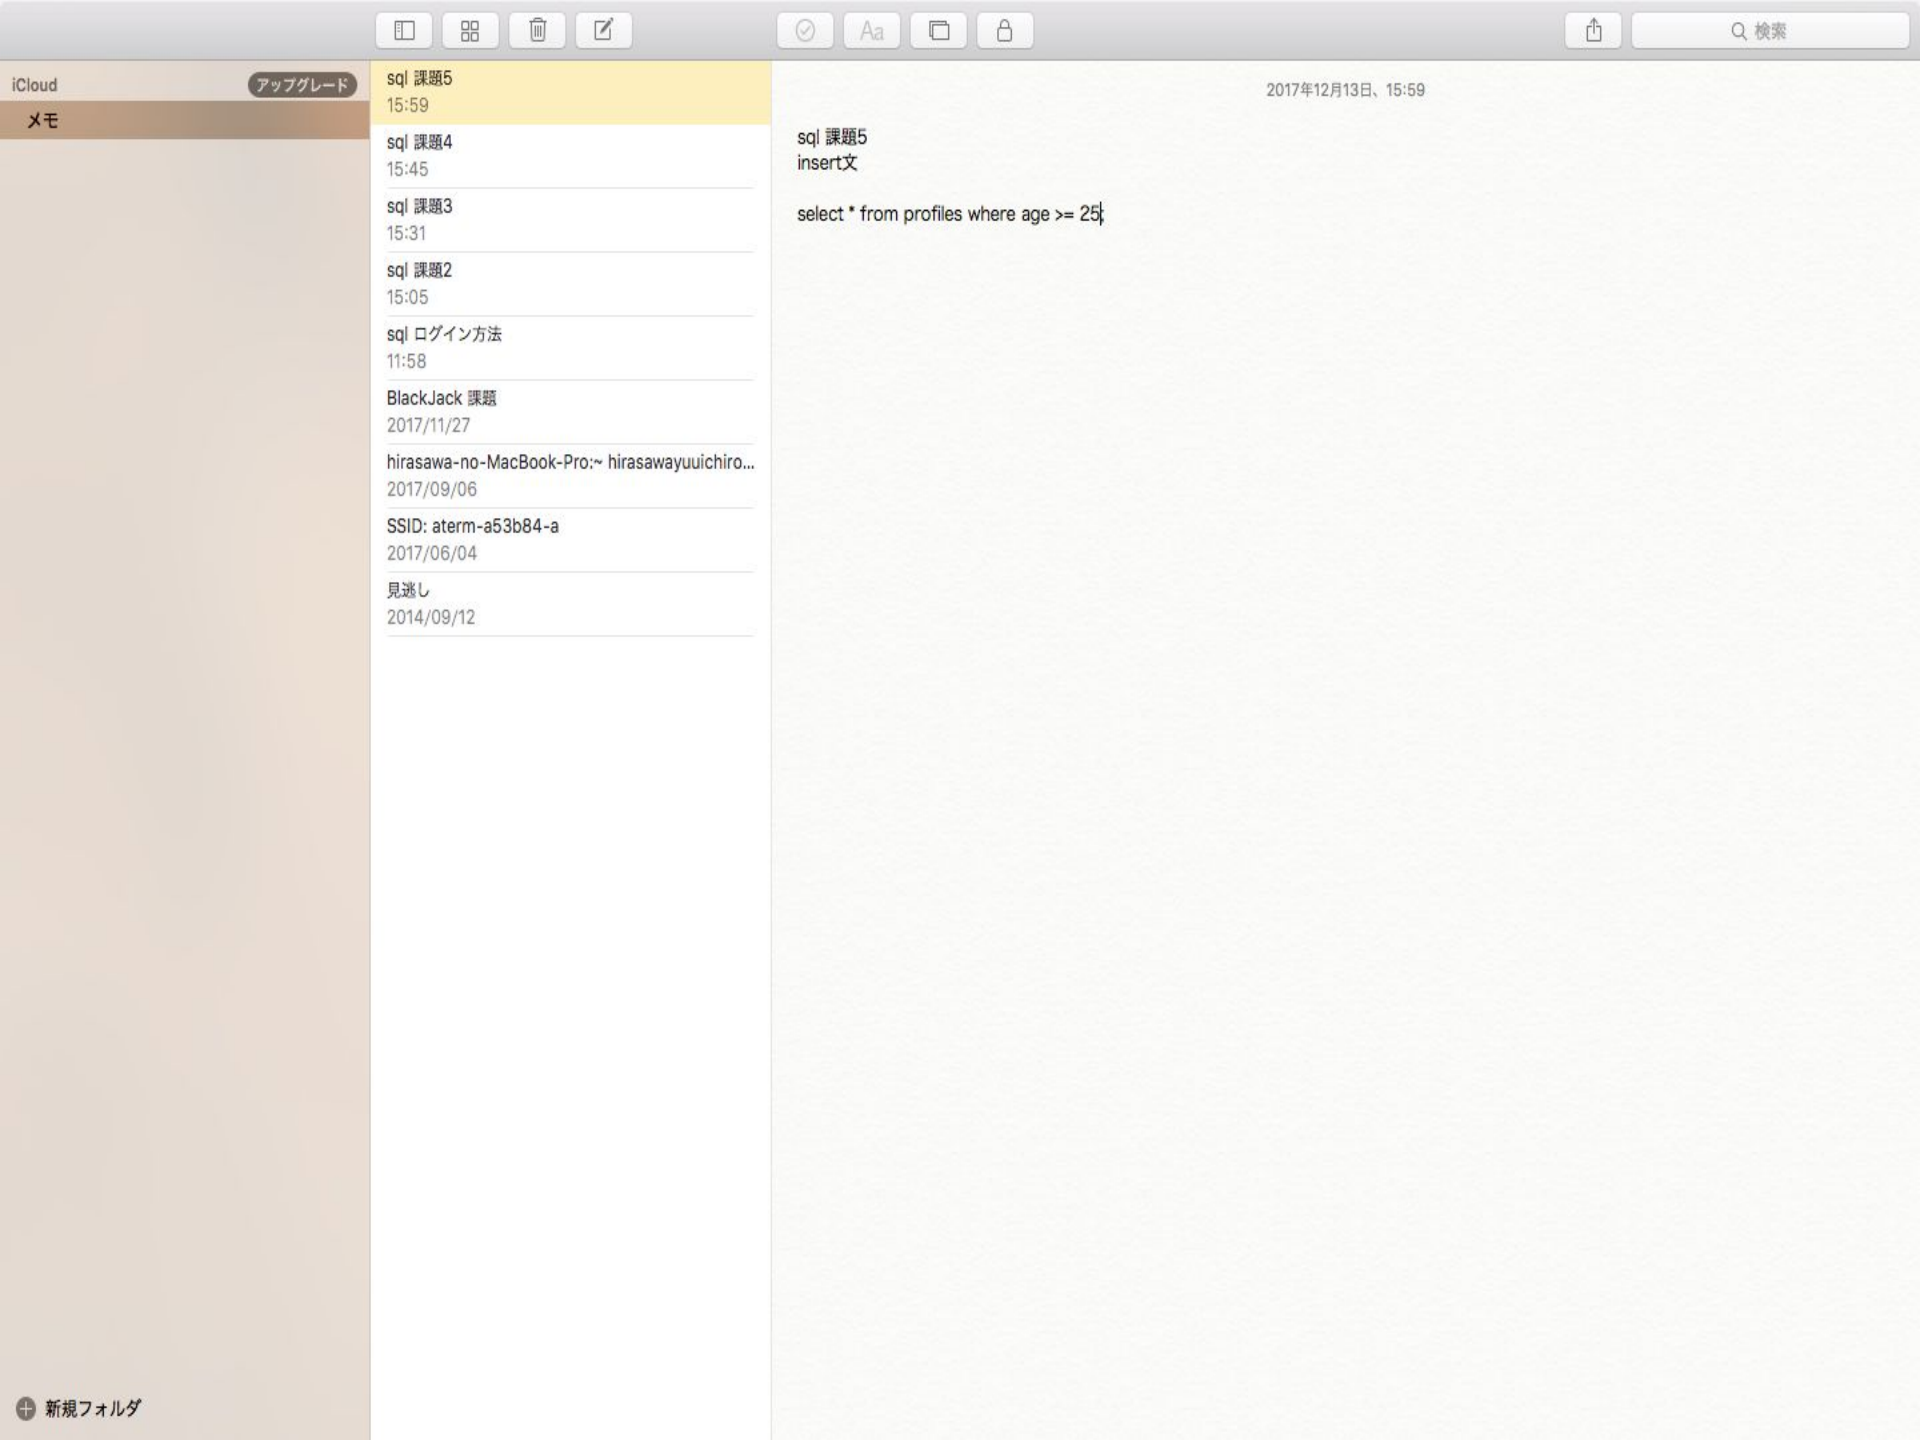 Aa
検索
iCloud
アップグレード
メモ
sql 課題5
15:59
sql 課題4
15:45
sql 課題3
15:31
sql 課題2
15:05
sql ログイン方法
11:58
BlackJack 課題
2017/11/27
hirasawa-no-MacBook-Pro:~ hirasawayuuichiro...
2017/09/06
SSID: aterm-a53b84-a
2017/06/04
見逃し
2014/09/12
新規フォルダ
2017年12月13日、15:59
sql 課題5
insert文
select * from profiles where age >= 25;